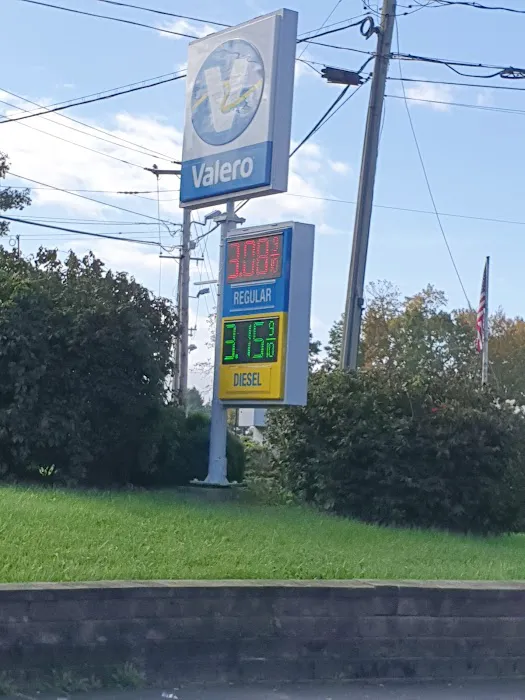 V
Valero
3.08 9/10
REGULAR
3.15 9/10
DIESEL